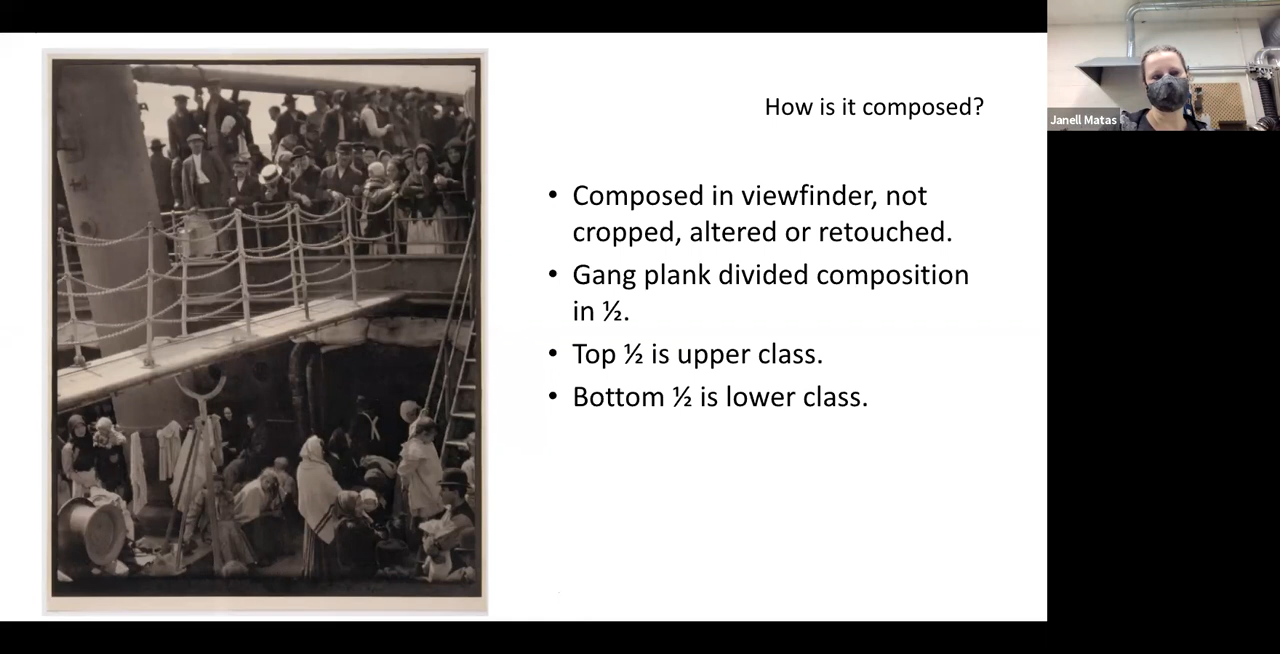 How is it composed?
• Composed in viewfinder, not
cropped, altered or retouched.
• Gang plank divided composition
in ½.
• Top ½ is upper class.
• Bottom ½ is lower class.
Janell Matas